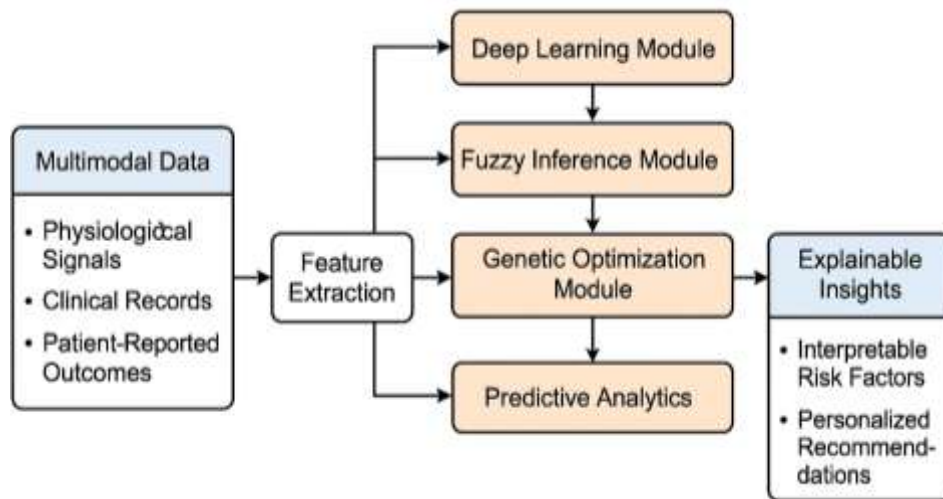 Deep Learning Module
Multimodal Data
Fuzzy Inference Module
• Physiological
Signals
• Clinical Records
• Patient-Reported
Outcomes
Feature
Extraction
Genetic Optimization
Module
Explainable
Insights
• Interpretable
Risk Factors
• Personalized
Recommend-
dations
Predictive Analytics